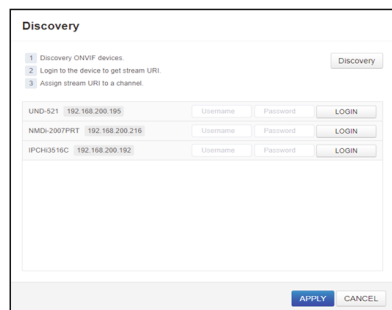 Discovery
1 Discovery ONVIF devices.
2 Login to the device to get stream URI.
3 Assign stream URI to a channel.
Discovery
UND-521 192.168.200.195 Username Password LOGIN
NMDI-2007PRT 192.168.200.216 Username Password LOGIN
IPCHi3516C 192.168.200.192 Username Password LOGIN
APPLY CANCEL